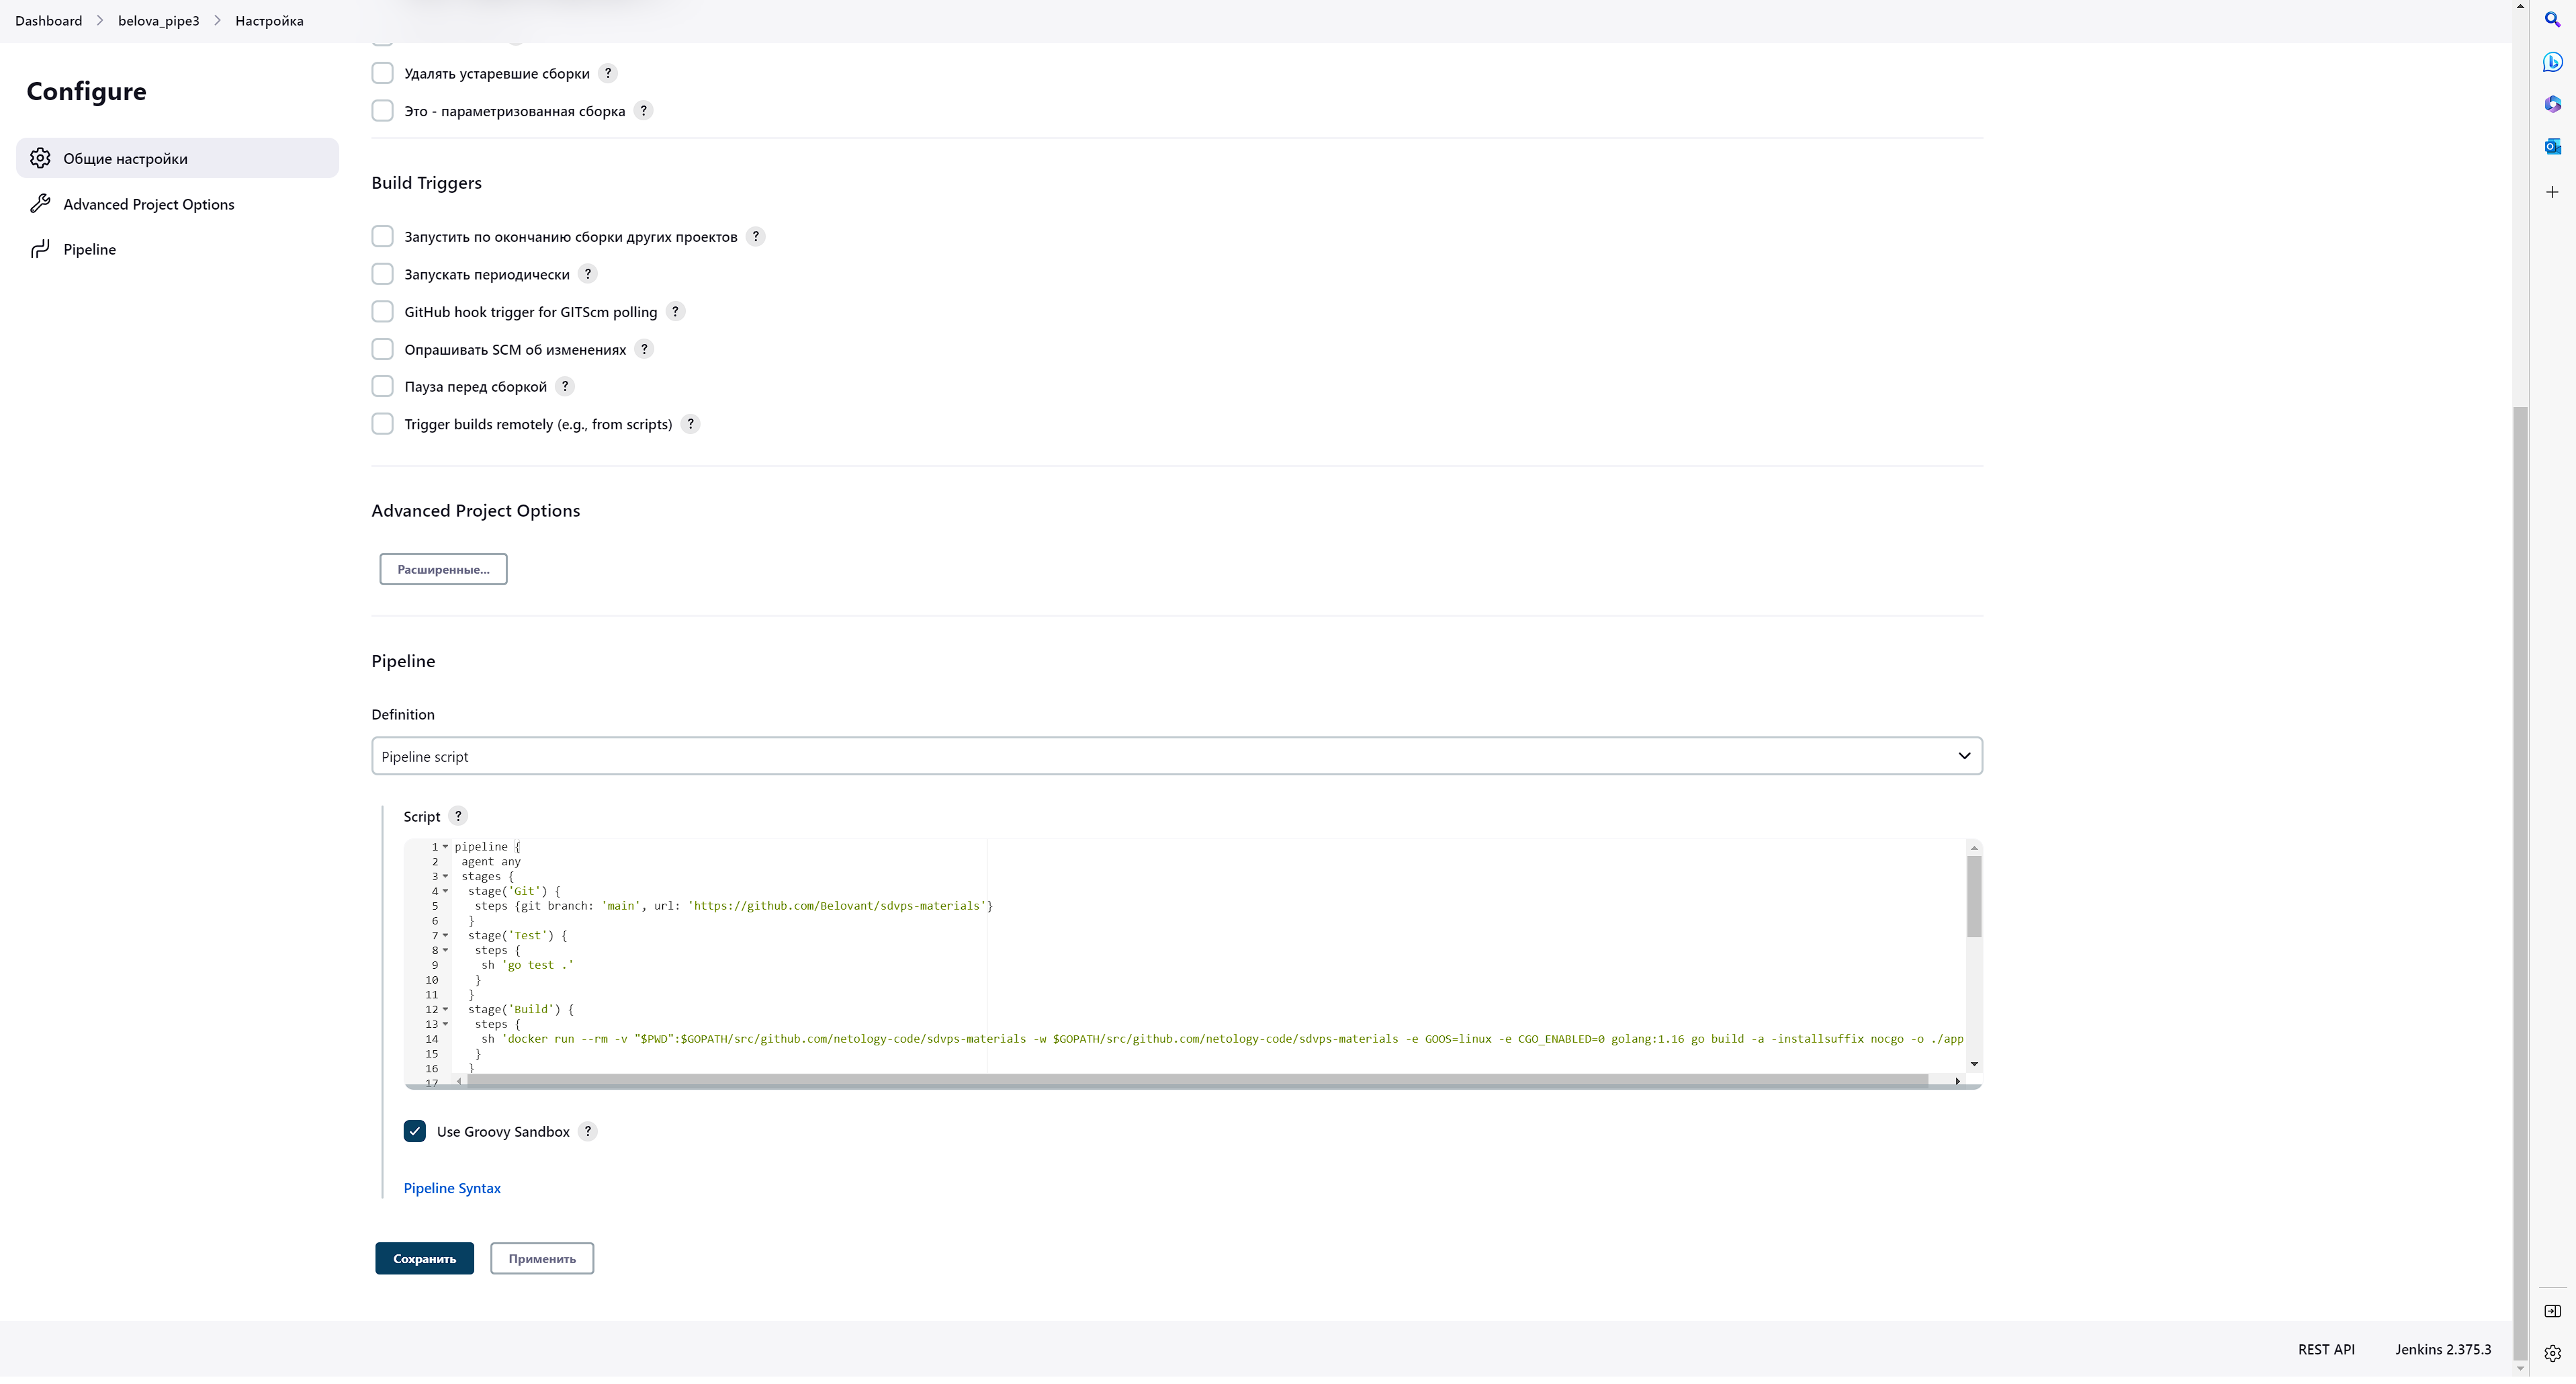 Dashboard > belova_pipe3 > Настройка
Configure
Общие настройки
Advanced Project Options
Pipeline
Удалять устаревшие сборки ?
Это - параметризованная сборка ?
Build Triggers
Запустить по окончанию сборки других проектов ?
Запускать периодически ?
GitHub hook trigger for GITScm polling ?
Опрашивать SCM об изменениях ?
Пауза перед сборкой ?
Trigger builds remotely (e.g., from scripts) ?
Advanced Project Options
Расширенные...
Pipeline
Definition
Pipeline script
Script ?
1 pipeline {
2 agent any
3 stages {
4 stage('Git') {
5 steps {git branch: 'main', url: 'https://github.com/Belovant/sdvps-materials'}
6 }
7 stage('Test') {
8 steps {
9 sh 'go test .'
10 }
11 }
12 stage('Build') {
13 steps {
14 sh 'docker run --rm -v "$PWD":$GOPATH/src/github.com/netology-code/sdvps-materials -w $GOPATH/src/github.com/netology-code/sdvps-materials -e GOOS=linux -e CGO_ENABLED=0 golang:1.16 go build -a -installsuffix nocgo -o ./app
15 }
16 }
17
Use Groovy Sandbox ?
Pipeline Syntax
Сохранить
Применить
REST API
Jenkins 2.375.3